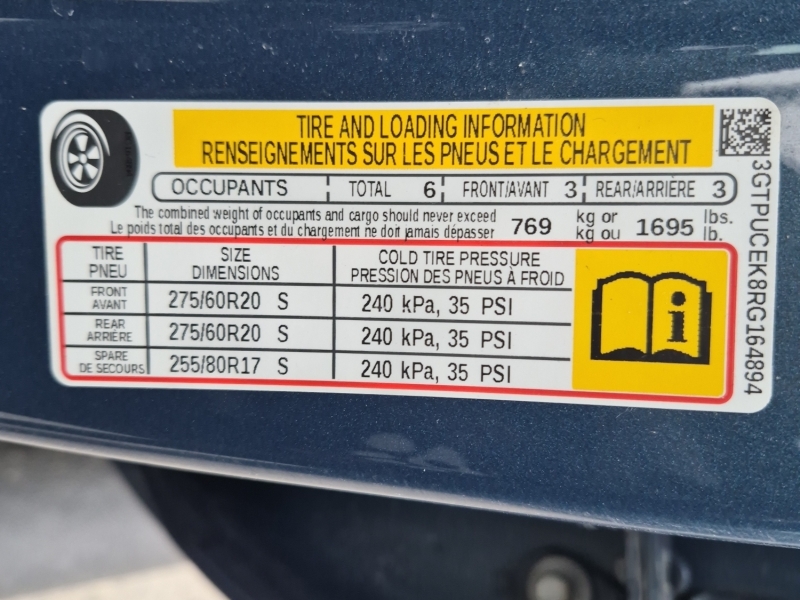 TIRE AND LOADING INFORMATION
RENSEIGNEMENTS SUR LES PNEUS ET LE CHARGEMENT
OCCUPANTS TOTAL 6 FRONT/AVANT 3 REAR/ARRIÈRE 3
The combined weight of occupants and cargo should never exceed 769 kg or 1695 lbs.
Le poids total des occupants et du chargement ne doit jamais dépasser kg ou lb.
TIRE PNEU SIZE DIMENSIONS COLD TIRE PRESSURE PRESSION DES PNEUS À FROID
FRONT AVANT 275/60R20 S 240 kPa, 35 PSI
REAR ARRIÈRE 275/60R20 S 240 kPa, 35 PSI
SPARE DE SECOURS 255/80R17 S 240 kPa, 35 PSI
3GTPUCEK8RG164894